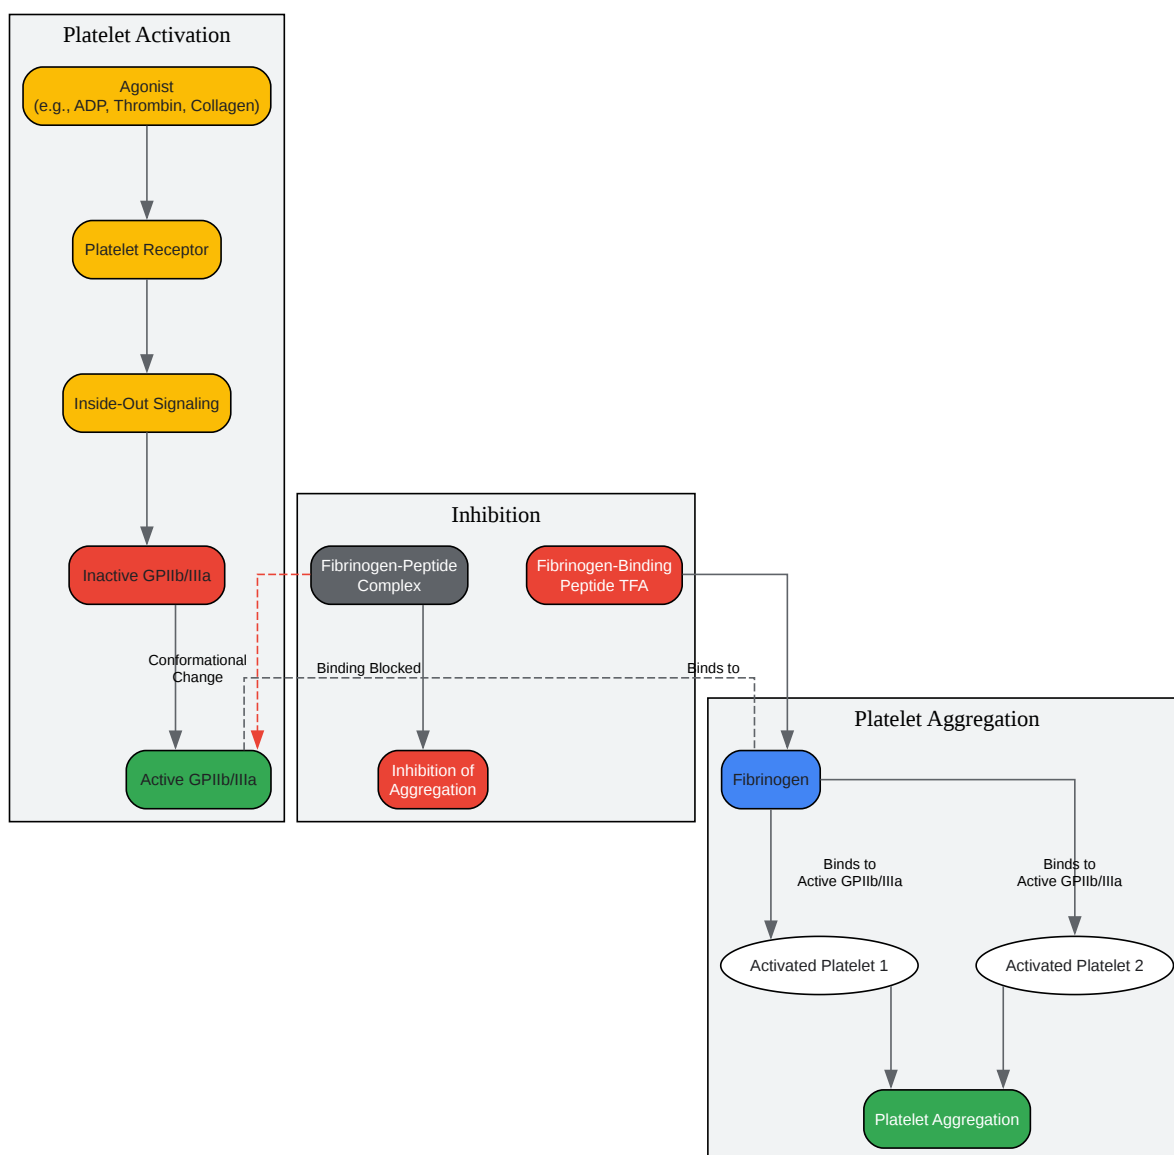 Platelet Activation
Agonist
(e.g., ADP, Thrombin, Collagen)
Platelet Receptor
Inside-Out Signaling
Inactive GPIIb/IIIa
Conformational
Change
Active GPIIb/IIIa
Inhibition
Fibrinogen-Peptide
Complex
Fibrinogen-Binding
Peptide TFA
Binding Blocked
Binds to
Inhibition of
Aggregation
Platelet Aggregation
Fibrinogen
Binds to
Active GPIIb/IIIa
Binds to
Active GPIIb/IIIa
Activated Platelet 1
Activated Platelet 2
Platelet Aggregation